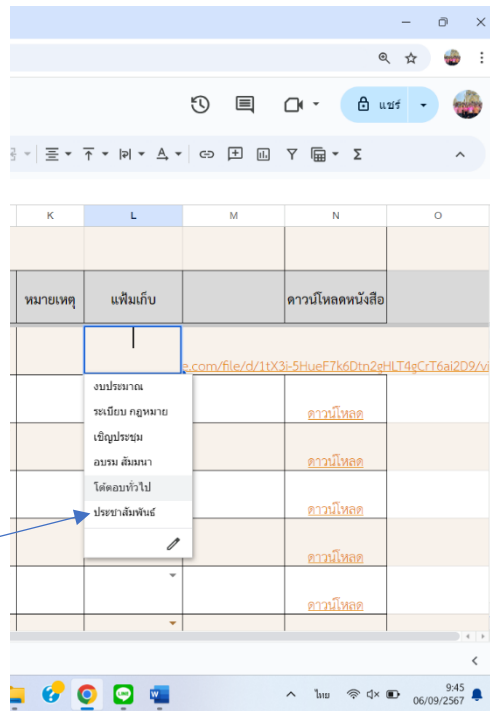 แชร์
K L M N O
หมายเหตุ แฟ้มเก็บ ดาวน์โหลดหนังสือ
e.com/file/d/1tX3i-5HueF7k6Dtn2gHLT4gCrT6ai2D9/vi
งบประมาณ
ระเบียบ กฎหมาย
ดาวน์โหลด
เชิญประชุม
อบรม สัมมนา
ดาวน์โหลด
โต้ตอบทั่วไป
ประชาสัมพันธ์
ดาวน์โหลด
ดาวน์โหลด
ดาวน์โหลด
ไทย
9:45
06/09/2567